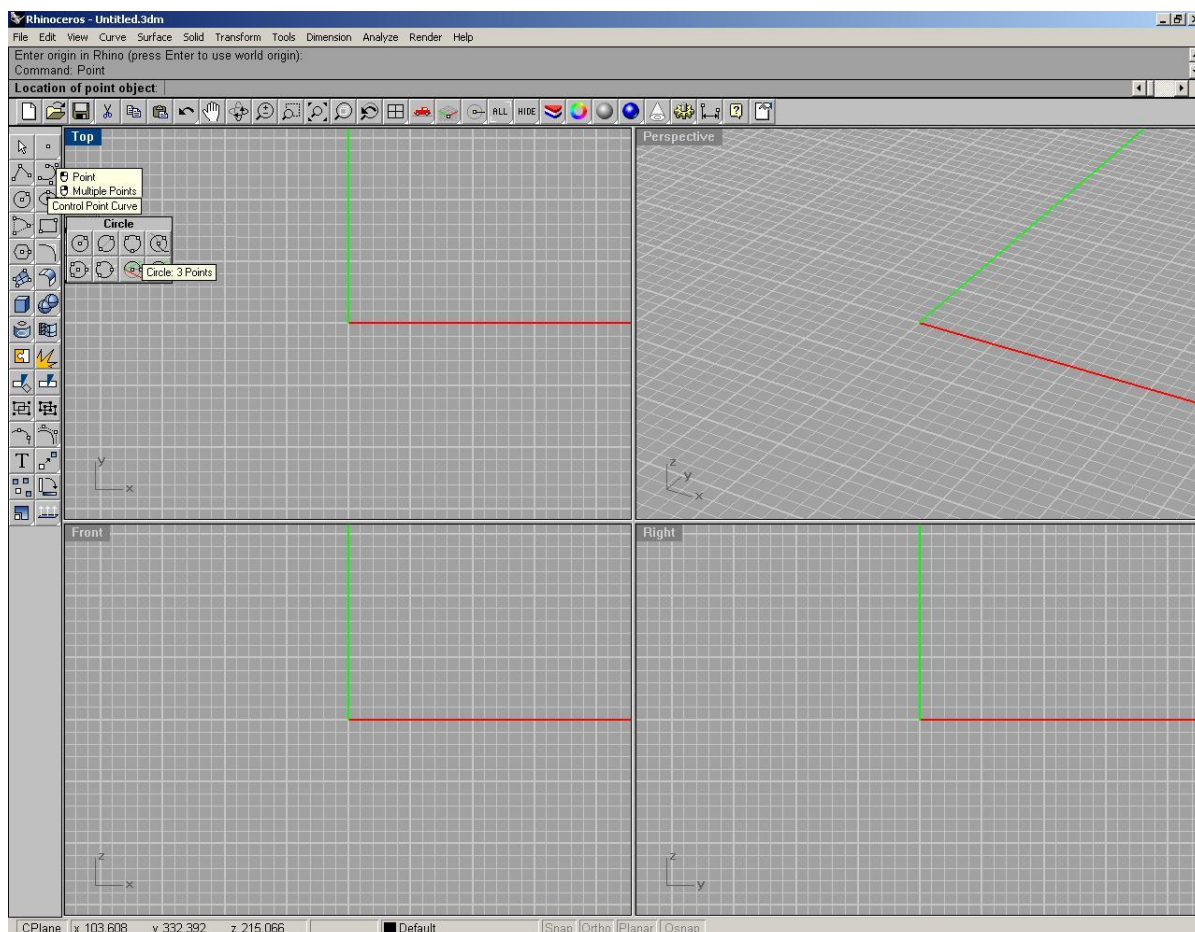 Rhinoceros - Untitled.3dm
File Edit View Curve Surface Solid Transform Tools Dimension Analyze Render Help
Enter origin in Rhino (press Enter to use world origin):
Command: Point
Location of point object:
ALL HIDE
Top
Perspective
Point
Multiple Points
Control Point Curve
Circle
Circle: 3 Points
T
y
x
z
y
x
Front
Right
z
x
z
y
CPlane x 103.608 y 332.392 z 215.066 Default Snap Ortho Planar Osnap